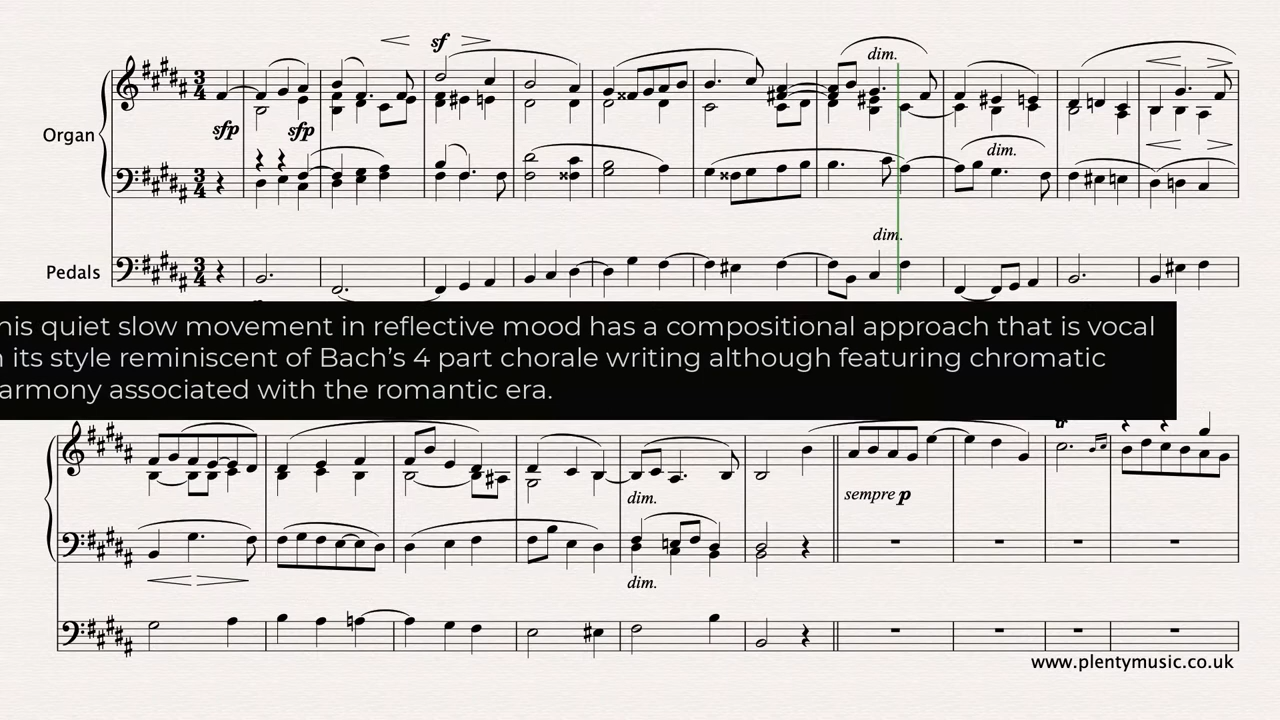 sf
dim.
Organ
sfp
sfp
dim.
dim.
Pedals
quiet slow movement in reflective mood has a compositional approach that is vocal
its style reminiscent of Bach’s 4 part chorale writing although featuring chromatic
associated with the romantic era.
dim.
sempre p
dim.
www.plentymusic.co.uk